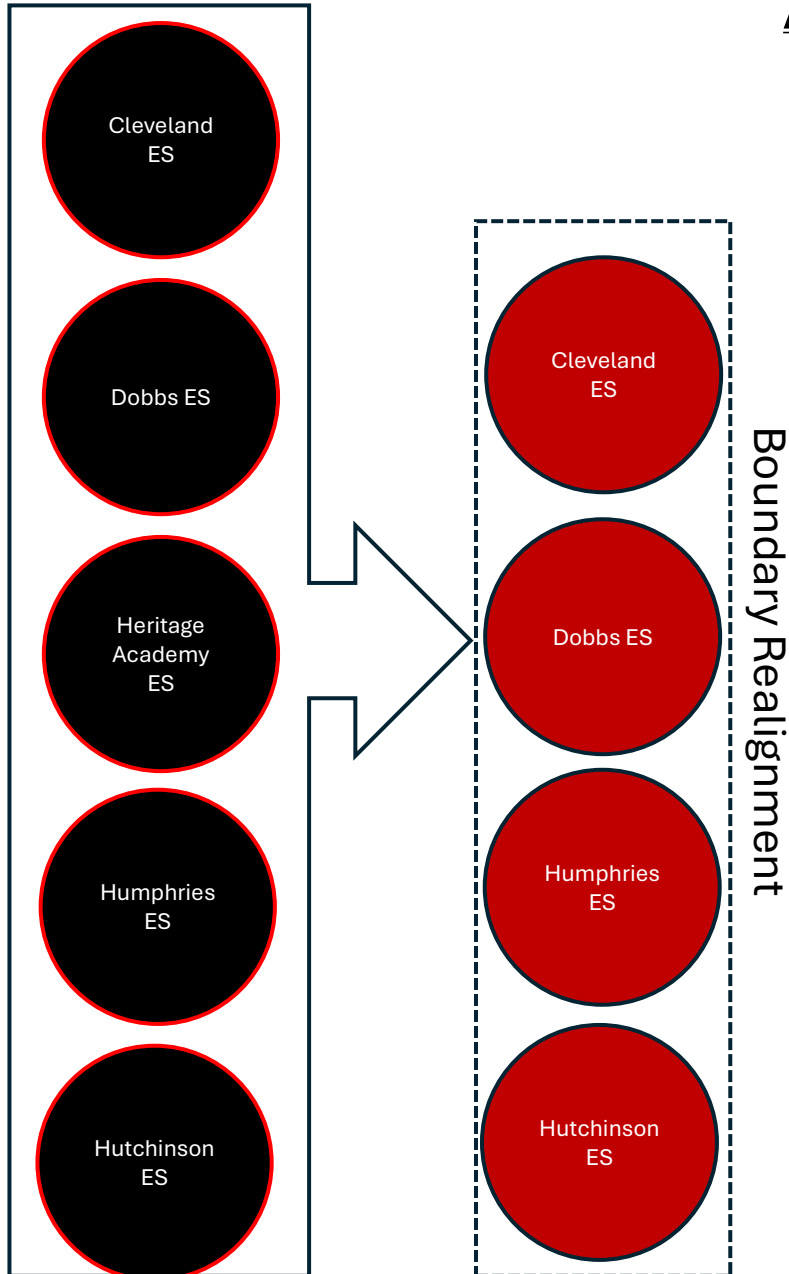 Cleveland
ES
Dobbs ES
Heritage
Academy
ES
Humphries
ES
Hutchinson
ES
Cleveland
ES
Dobbs ES
Humphries
ES
Hutchinson
ES
Boundary Realignment